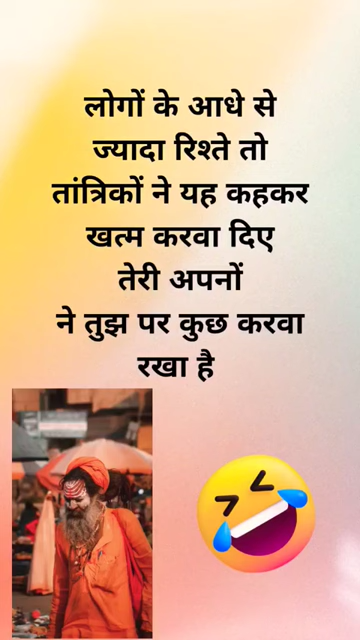 लोगों के आधे से
ज्यादा रिश्ते तो
तांत्रिकों ने यह कहकर
खत्म करवा दिए
तेरी अपनों
ने तुझ पर कुछ करवा
रखा है